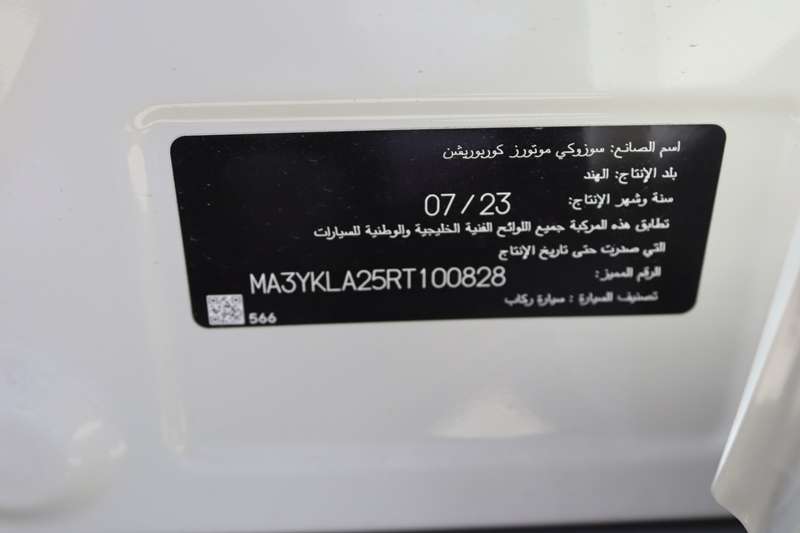 اسم الصانع: سوزوكي موتورز كوربوريشن
بلد الإنتاج: الهند
سنة وشهر الإنتاج: 07/23
تطابق هذه المركبة جميع اللوائح الفنية الخليجية والوطنية للسيارات
التي صدرت حتى تاريخ الإنتاج
الرقم المميز: MA3YKLA25RT100828
تصنيف السيارة : سيارة ركاب
566